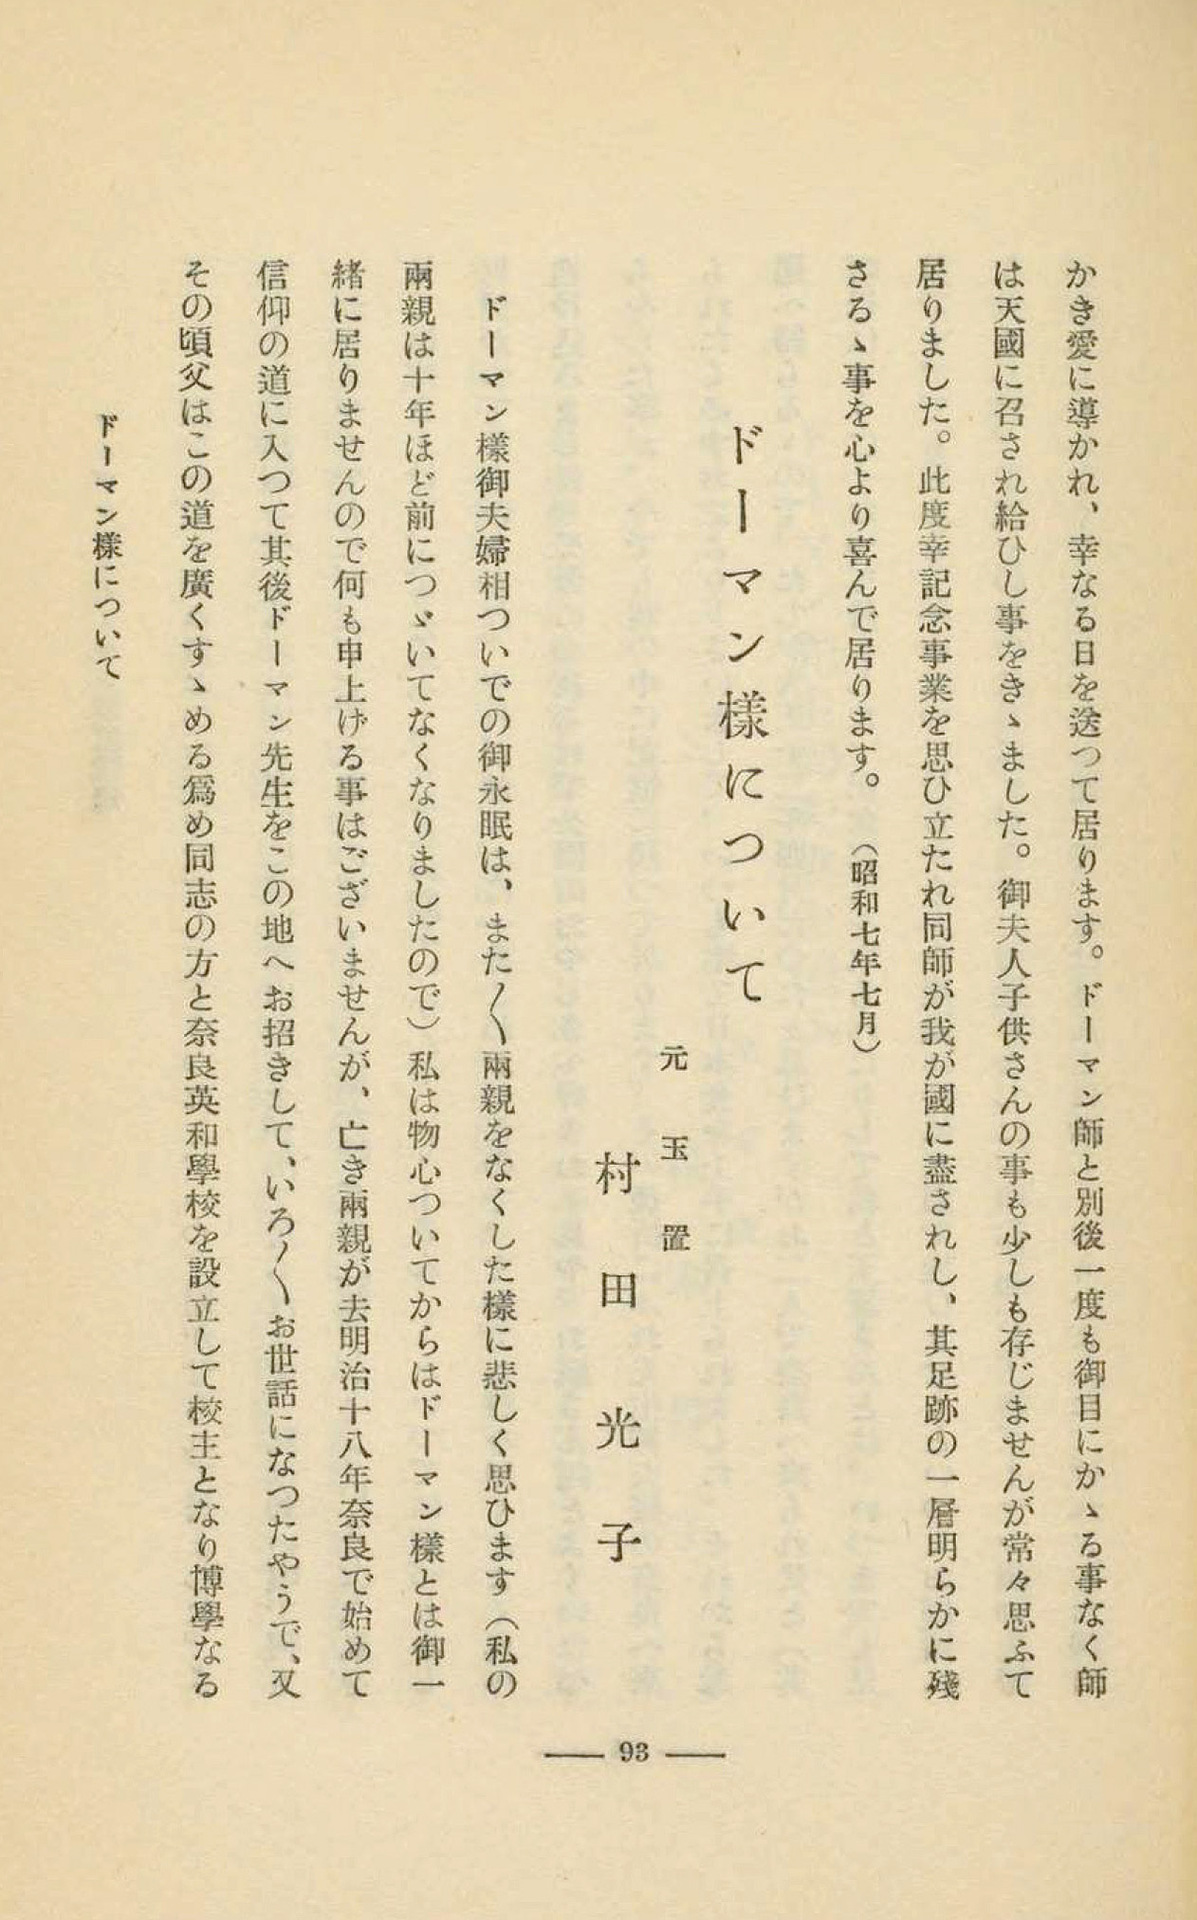 かき愛に導かれ、幸なる日を送つて居ります。ドーマン師と別後一度も御目にかゝる事なく師
は天國に召され給ひし事をきゝました。御夫人子供さんの事も少しも存じませんが常々思ふて
居りました。此度幸記念事業を思ひ立たれ同師が我が國に盡されし、其足跡の一層明らかに殘
さるゝ事を心より喜んで居ります。（昭和七年七月）
ドーマン樣について
元玉置
村田光子
ドーマン樣御夫婦相ついでの御永眠は、また〳〵兩親をなくした樣に悲しく思ひます（私の
兩親は十年ほど前につゞいてなくなりましたので）私は物心ついてからはドーマン樣とは御一
緖に居りませんので何も申上げる事はございませんが、亡き兩親が去明治十八年奈良で始めて
信仰の道に入つて其後ドーマン先生をこの地へお招きして、いろ〳〵お世話になつたやうで、又
その頃父はこの道を廣くすゝめる爲め同志の方と奈良英和學校を設立して校主となり博學なる
ドーマン樣について
93